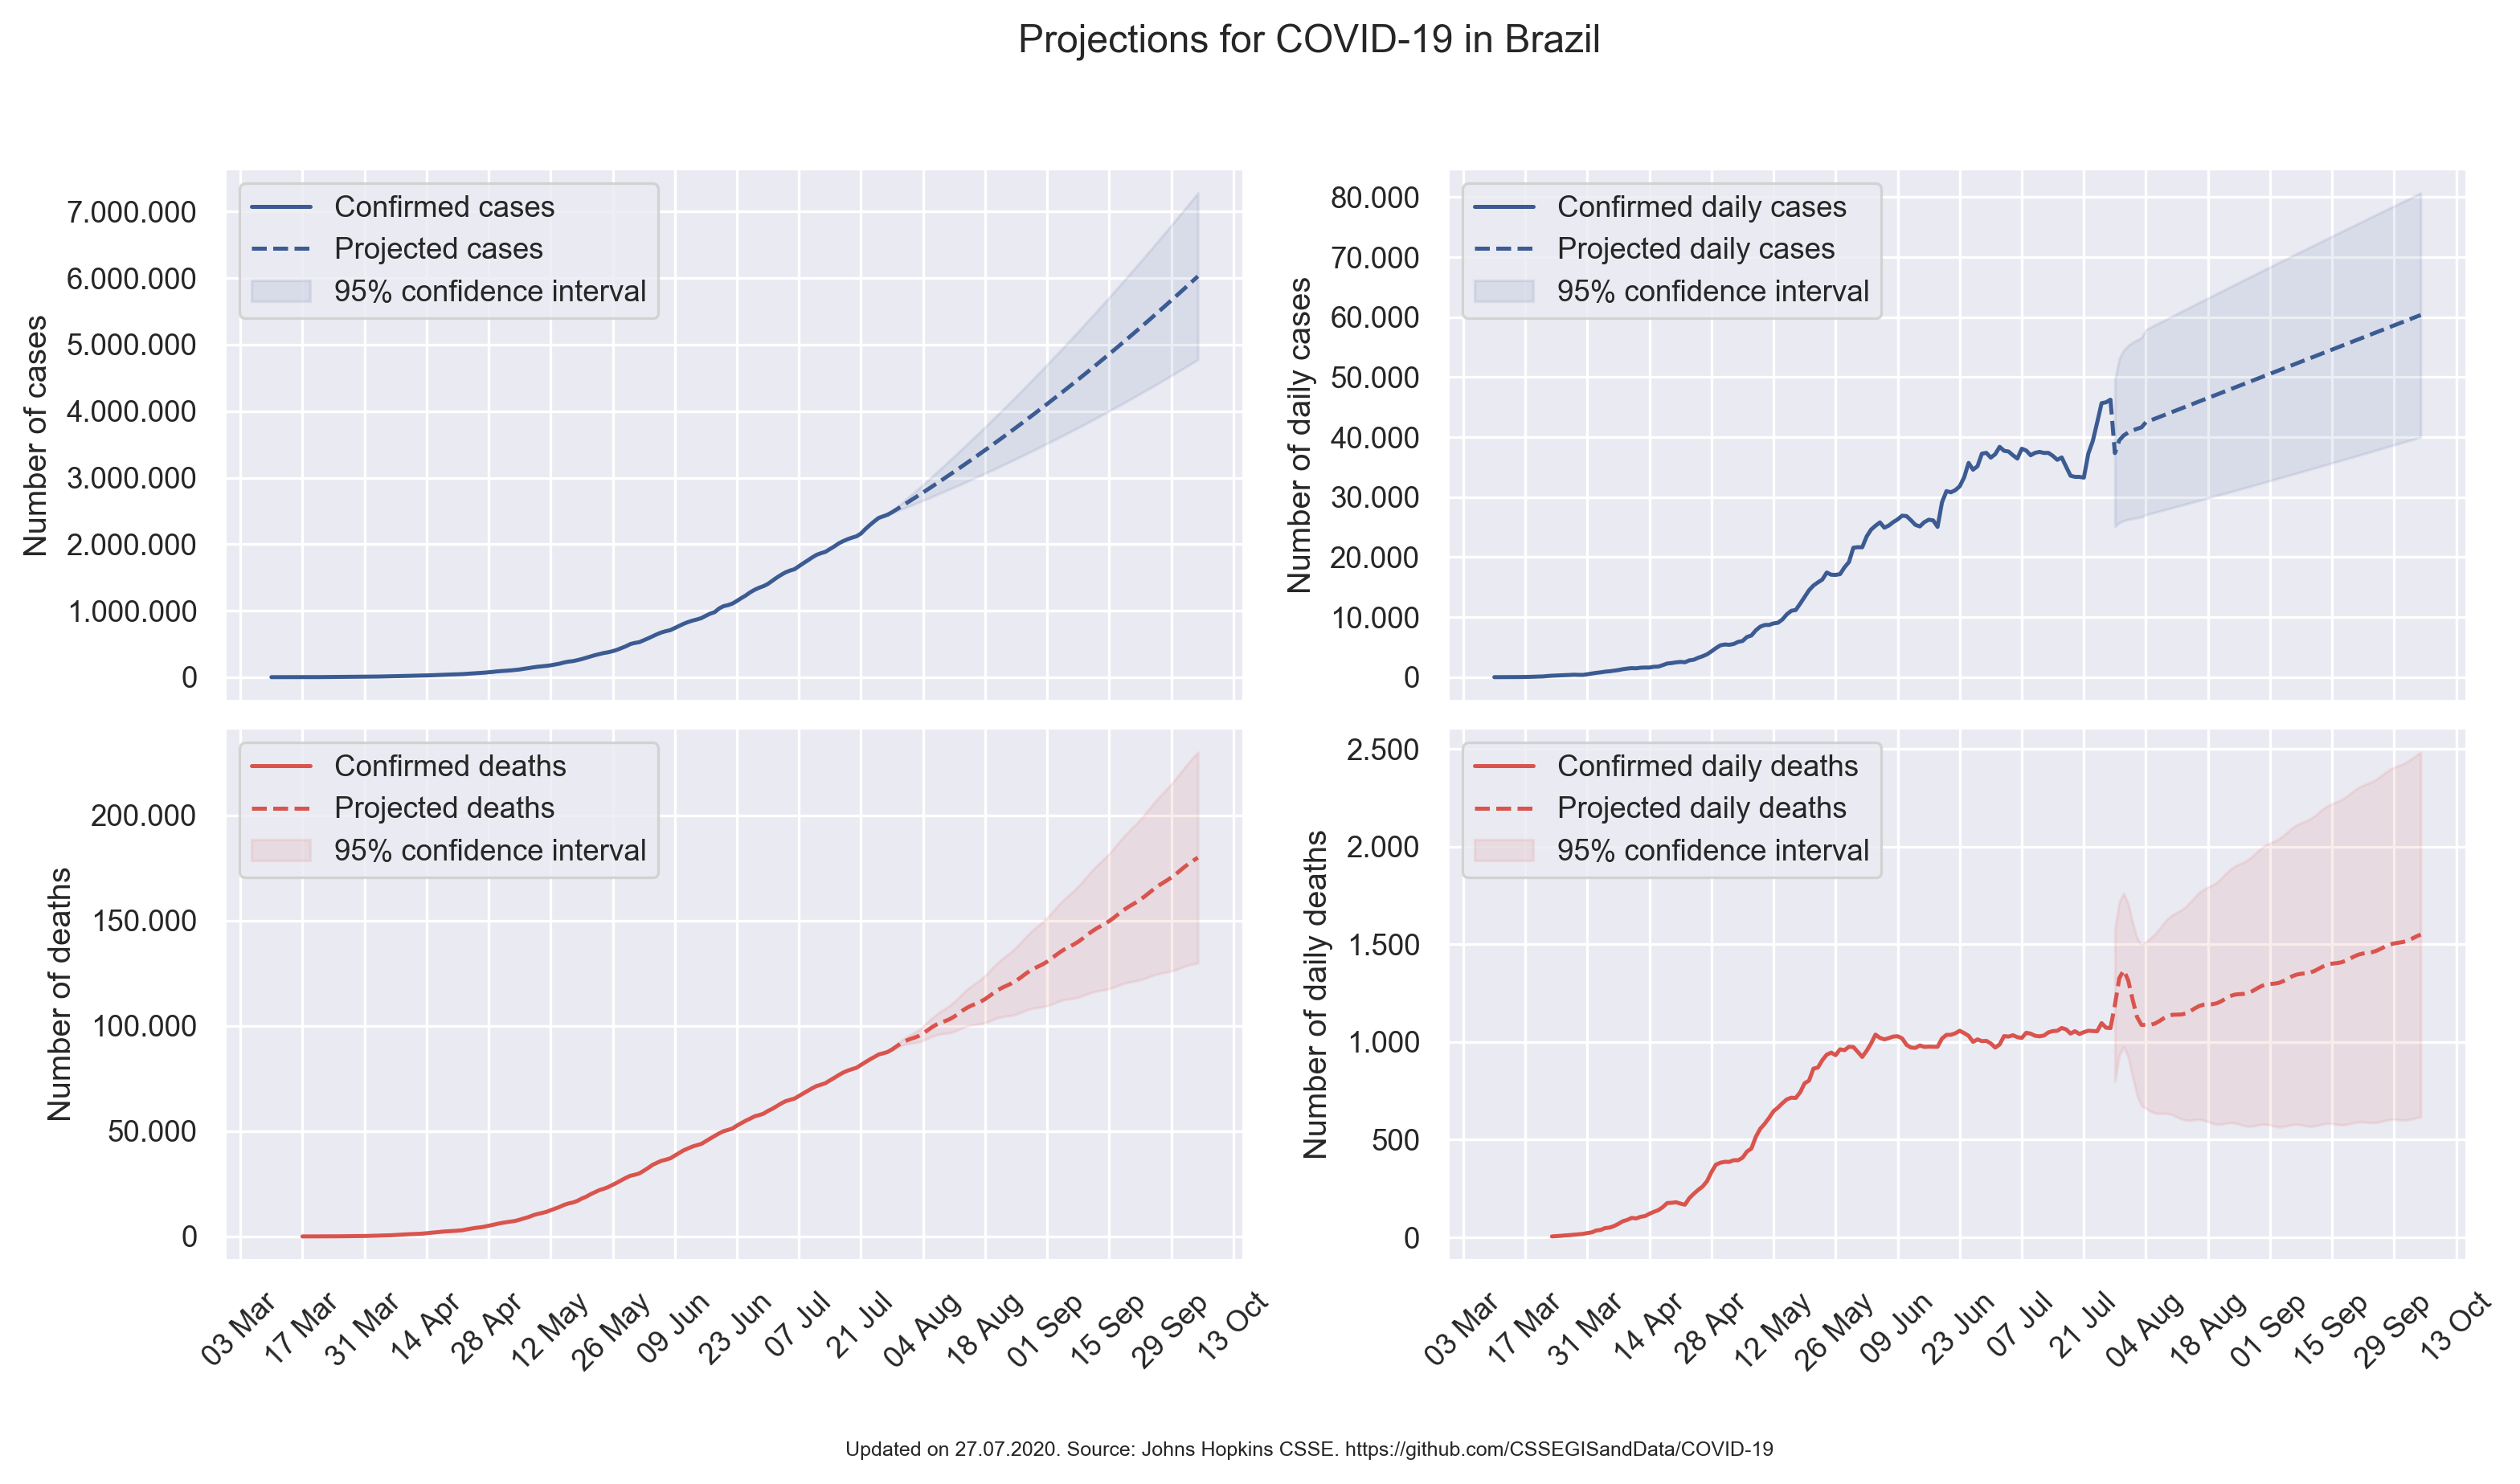 Projections for COVID-19 in Brazil
Number of cases
7.000.000
6.000.000
5.000.000
4.000.000
3.000.000
2.000.000
1.000.000
0
Confirmed cases
Projected cases
95% confidence interval
Number of daily cases
80.000
70.000
60.000
50.000
40.000
30.000
20.000
10.000
0
Confirmed daily cases
Projected daily cases
95% confidence interval
Number of deaths
200.000
150.000
100.000
50.000
0
Confirmed deaths
Projected deaths
95% confidence interval
03 Mar
17 Mar
31 Mar
14 Apr
28 Apr
12 May
26 May
09 Jun
23 Jun
07 Jul
21 Jul
04 Aug
18 Aug
01 Sep
15 Sep
29 Sep
13 Oct
Number of daily deaths
2.500
2.000
1.500
1.000
500
0
Confirmed daily deaths
Projected daily deaths
95% confidence interval
03 Mar
17 Mar
31 Mar
14 Apr
28 Apr
12 May
26 May
09 Jun
23 Jun
07 Jul
21 Jul
04 Aug
18 Aug
01 Sep
15 Sep
29 Sep
13 Oct
Updated on 27.07.2020. Source: Johns Hopkins CSSE. https://github.com/CSSEGISandData/COVID-19